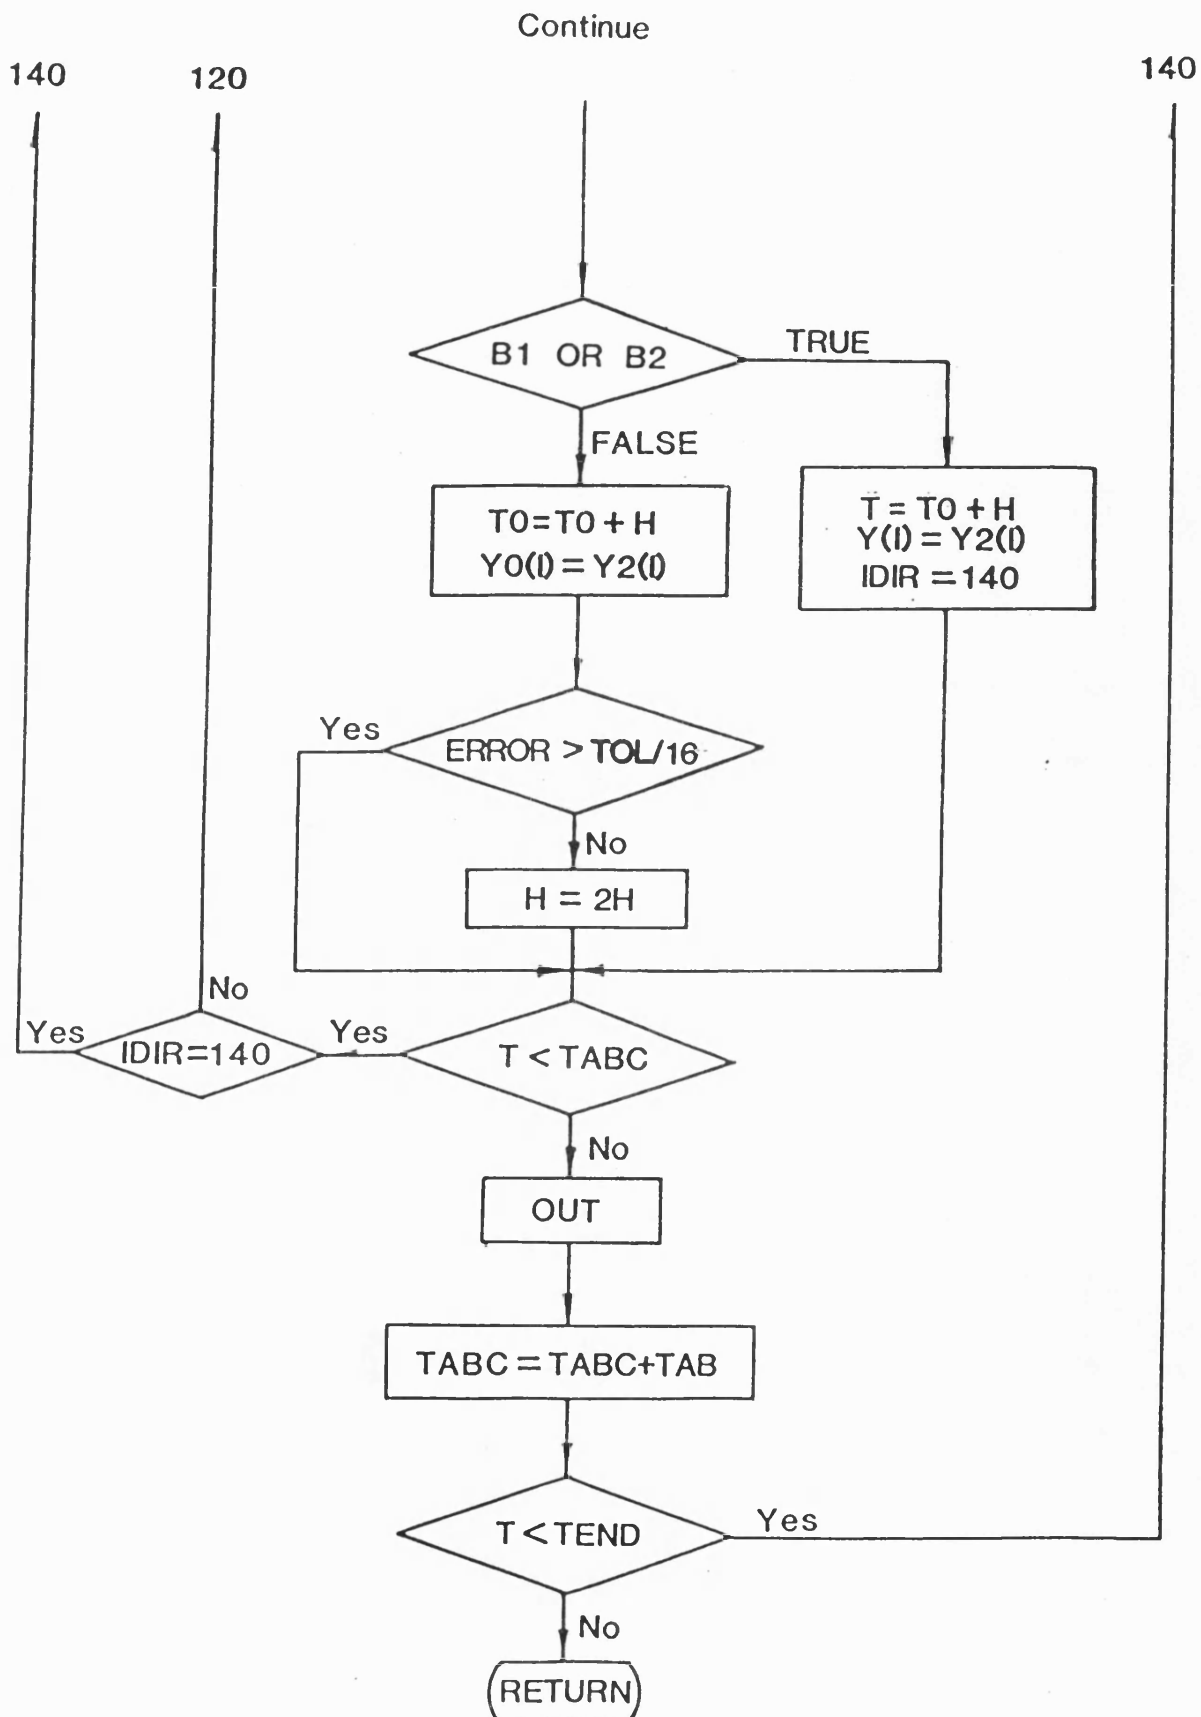 Continue
140
120
140
B1 OR B2
TRUE
FALSE
T0=T0 + H
Y0(I) = Y2(I)
T = T0 + H
Y(I) = Y2(I)
IDIR = 140
Yes
ERROR > TOL/16
No
H = 2H
No
Yes
IDIR=140
Yes
T < TABC
No
OUT
TABC = TABC+TAB
T < TEND
Yes
No
RETURN